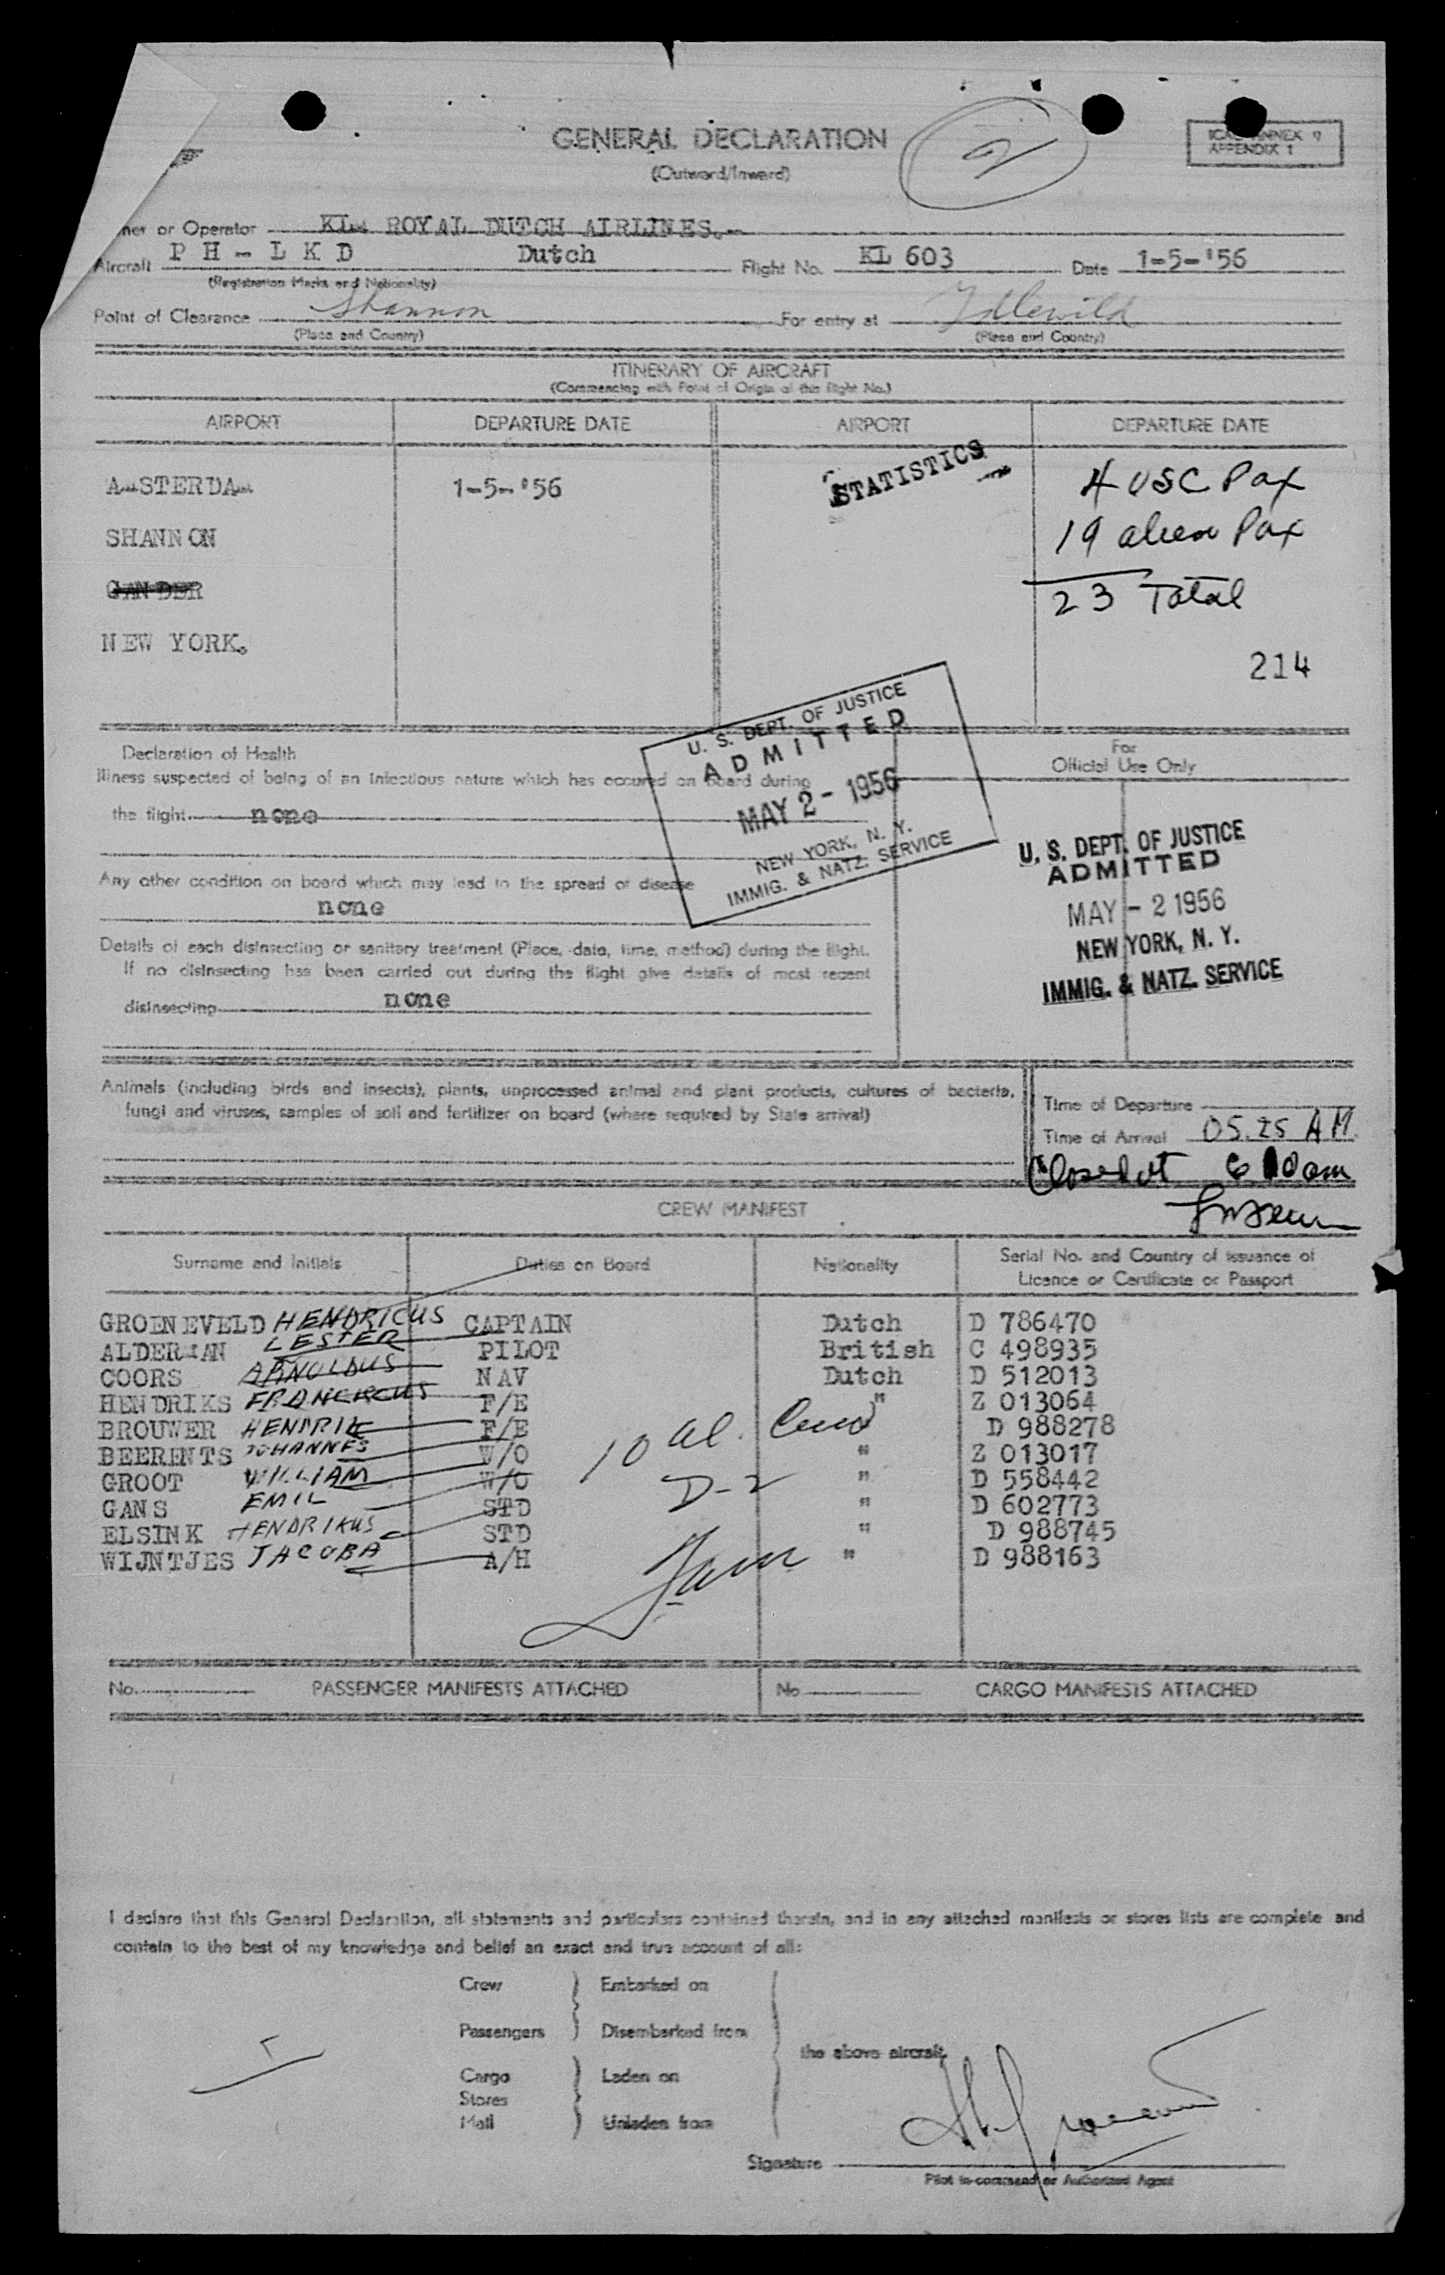 GENERAL DECLARATION
(Outward/Inward)
2
ICAO ANNEX 9
APPENDIX 1
ner or Operator KLM ROYAL DUTCH AIRLINES.-
Aircraft P H - L K D Dutch Flight No. KL 603 Date 1-5-'56
(Registration Marks and Nationality)
Point of Clearance Shannon For entry at Idlewild
(Place and Country) (Place and Country)
ITINERARY OF AIRCRAFT
(Commencing with Point of Origin of this flight No.)
AIRPORT DEPARTURE DATE AIRPORT DEPARTURE DATE
AMSTERDAM 1-5-'56 STATISTICS 4 USC Pax
SHANNON 19 alien Pax
GANDER 23 Total
NEW YORK.
214
Declaration of Health
Illness suspected of being of an infectious nature which has occured on board during
the flight none
Any other condition on board which may lead to the spread of disease
none
Details of each disinsecting or sanitary treatment (Place, date, time, method) during the flight.
If no disinsecting has been carried out during the flight give details of most recent
disinsecting none
U. S. DEPT. OF JUSTICE
ADMITTED
MAY 2 - 1956
NEW YORK, N. Y.
IMMIG. & NATZ. SERVICE
For
Official Use Only
U. S. DEPT. OF JUSTICE
ADMITTED
MAY - 2 1956
NEW YORK, N. Y.
IMMIG. & NATZ. SERVICE
Animals (including birds and insects), plants, unprocessed animal and plant products, cultures of bacteria,
fungi and viruses, samples of soil and fertilizer on board (where required by State arrival)
Time of Departure
Time of Arrival 05.25 AM.
Closed at 6 10 am
CREW MANIFEST
Surname and Initials Duties on Board Nationality Serial No. and Country of issuance of
Licence or Certificate or Passport
GROENEVELD HENDRICUS CAPTAIN Dutch D 786470
ALDERMAN LESTER PILOT British C 498935
COORS ARNOLDUS NAV Dutch D 512013
HENDRIKS FRANCISCUS F/E " Z 013064
BROUWER HENDRIK F/E D 988278
BEERENTS JOHANNES W/O " Z 013017
GROOT WILLIAM W/O " D 558442
GANS EMIL STD " D 602773
ELSINK HENDRIKUS STD " D 988745
WIJNTJES JACOBA A/H " D 988163
10 al. Crew
D-2
No. PASSENGER MANIFESTS ATTACHED No. CARGO MANIFESTS ATTACHED
I declare that this General Declaration, all statements and particulars contained therein, and in any attached manifests or stores lists are complete and
contain to the best of my knowledge and belief an exact and true account of all:
Crew Embarked on
Passengers Disembarked from
the above aircraft.
Cargo Laden on
Stores
Mail Unladen from
Signature
Pilot in-command or Authorized Agent